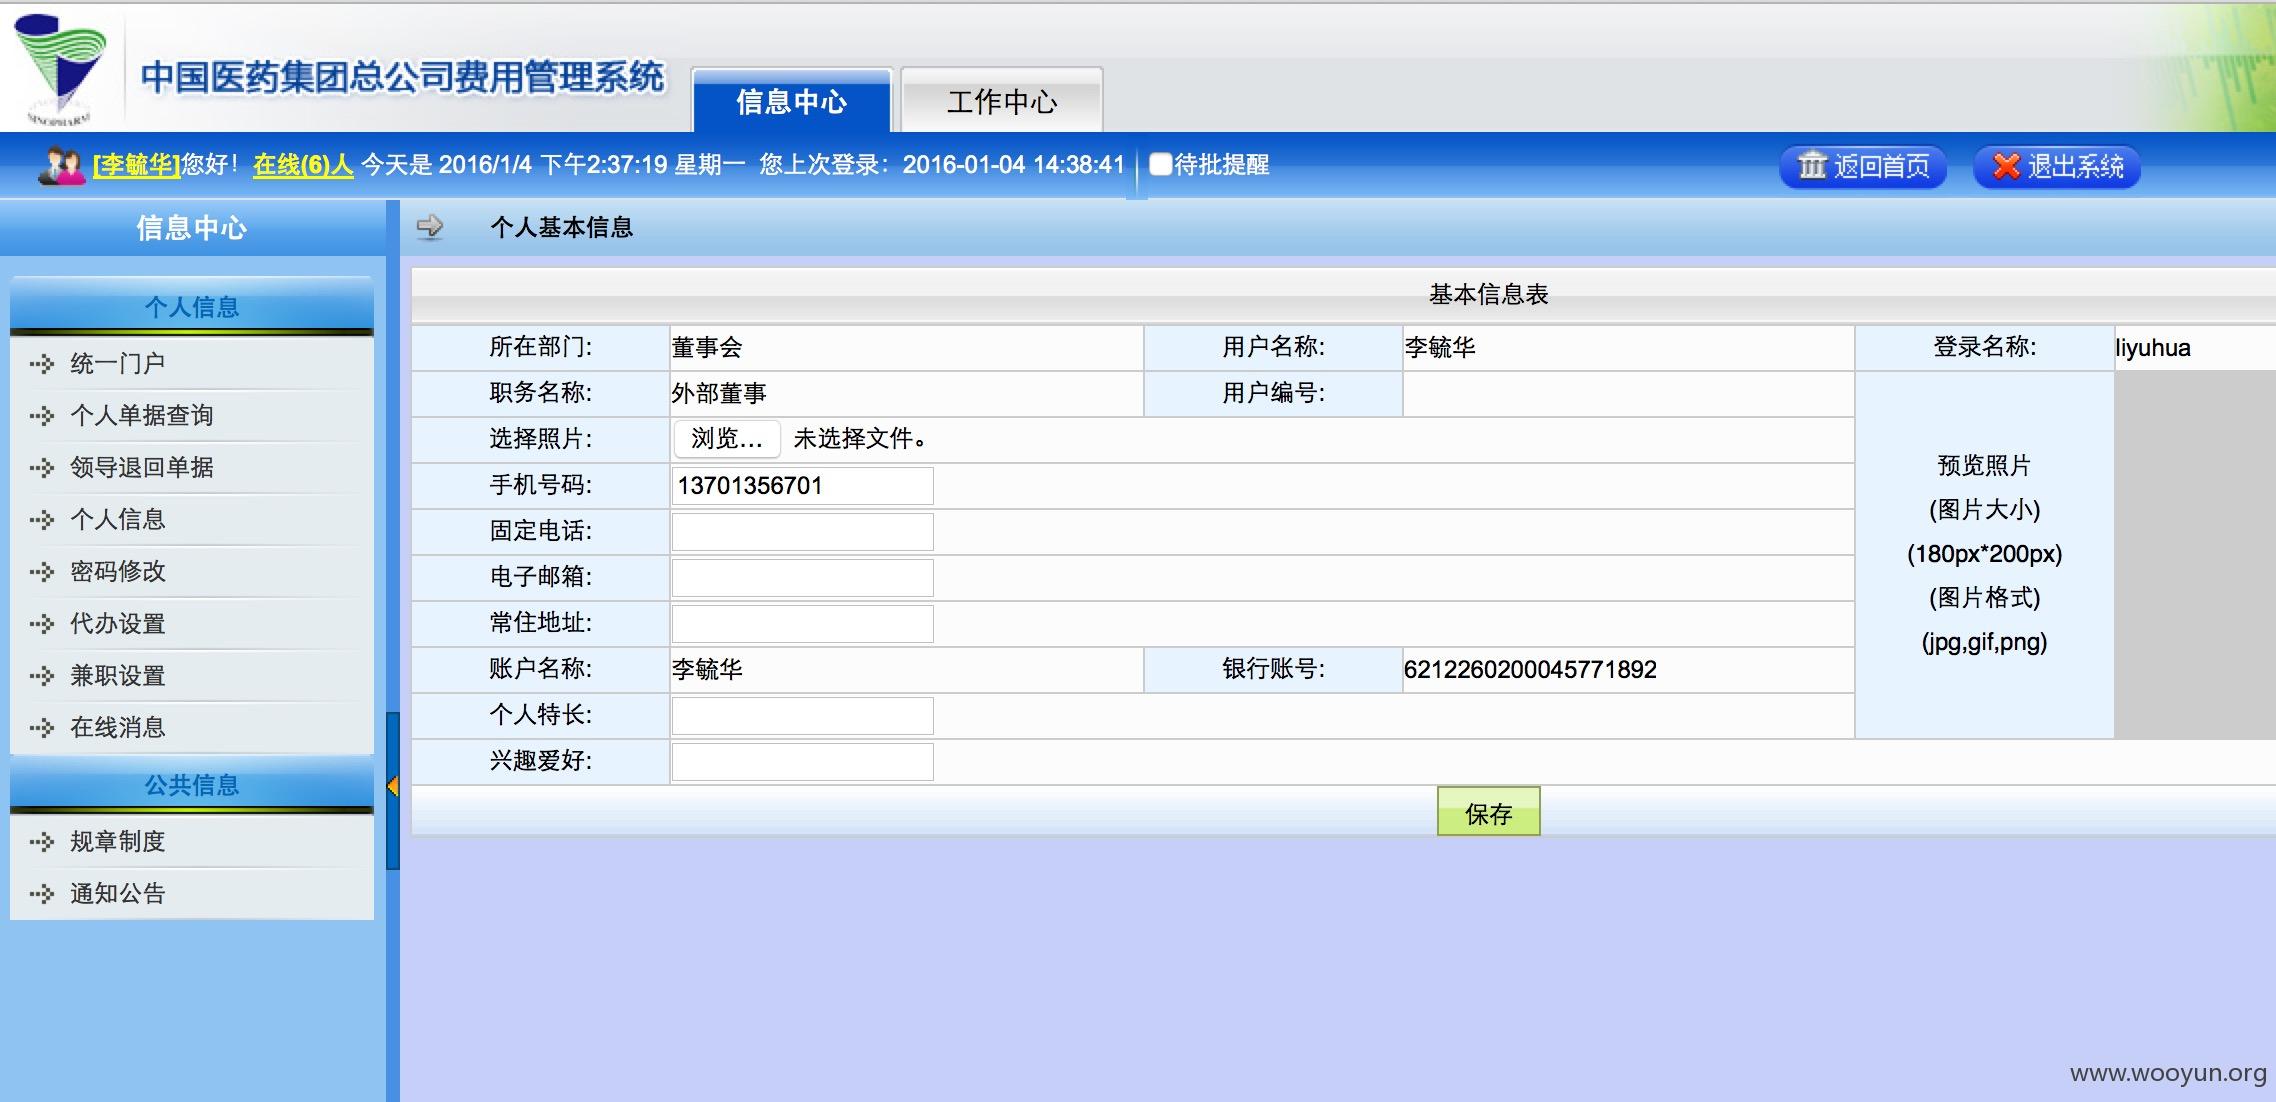 中国医药集团总公司费用管理系统
信息中心
工作中心
SINOPHARM
[李毓华]您好! 在线(6)人 今天是 2016/1/4 下午2:37:19 星期一 您上次登录: 2016-01-04 14:38:41 待批提醒
返回首页
退出系统
信息中心
个人信息
统一门户
个人单据查询
领导退回单据
个人信息
密码修改
代办设置
兼职设置
在线消息
公共信息
规章制度
通知公告
个人基本信息
基本信息表
所在部门: 董事会 用户名称: 李毓华 登录名称: liyuhua
职务名称: 外部董事 用户编号:
选择照片: 浏览... 未选择文件。
手机号码: 13701356701
固定电话:
电子邮箱:
常住地址:
账户名称: 李毓华 银行账号: 6212260200045771892
个人特长:
兴趣爱好:
预览照片
(图片大小)
(180px*200px)
(图片格式)
(jpg,gif,png)
保存
www.wooyun.org